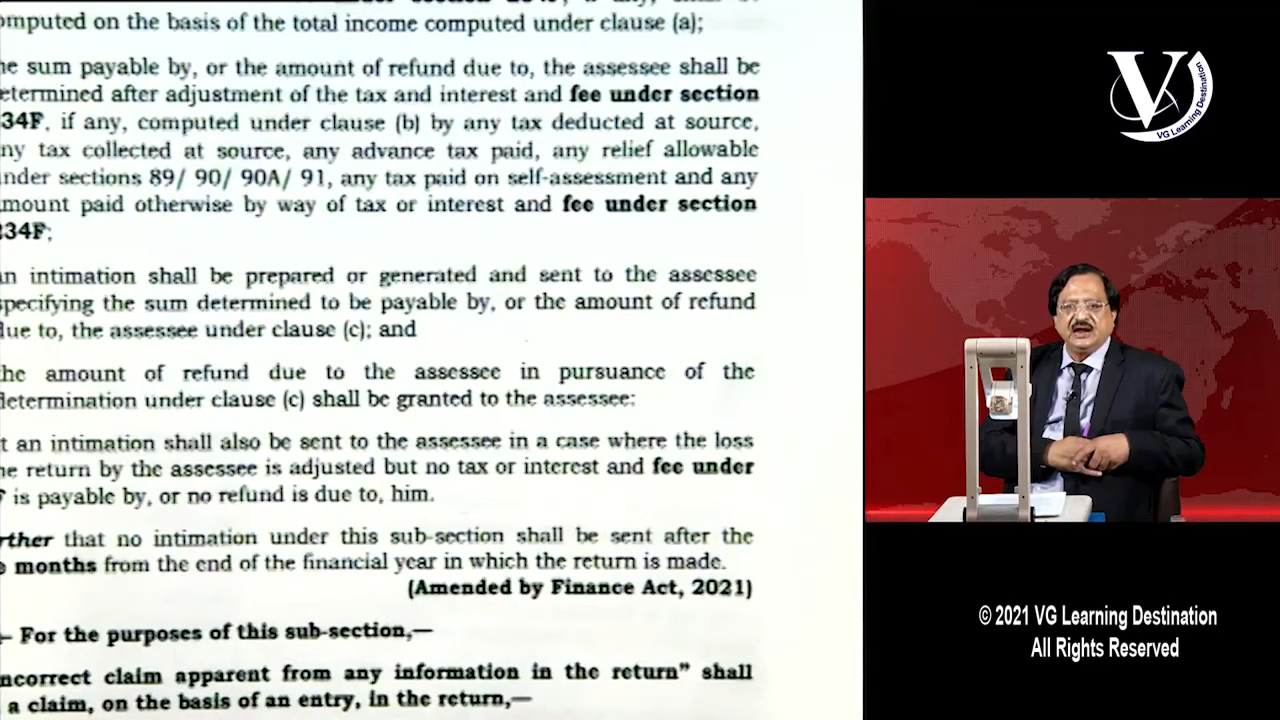 omputed on the basis of the total income computed under clause (a);
he sum payable by, or the amount of refund due to, the assessee shall be
etermined after adjustment of the tax and interest and fee under section
34F, if any, computed under clause (b) by any tax deducted at source,
ny tax collected at source, any advance tax paid, any relief allowable
nder sections 89/ 90/ 90A/ 91, any tax paid on self-assessment and any
mount paid otherwise by way of tax or interest and fee under section
234F;
an intimation shall be prepared or generated and sent to the assessee
specifying the sum determined to be payable by, or the amount of refund
due to, the assessee under clause (c); and
the amount of refund due to the assessee in pursuance of the
determination under clause (c) shall be granted to the assessee:
t an intimation shall also be sent to the assessee in a case where the loss
he return by the assessee is adjusted but no tax or interest and fee under
F is payable by, or no refund is due to, him.
rther that no intimation under this sub-section shall be sent after the
e months from the end of the financial year in which the return is made.
(Amended by Finance Act, 2021)
– For the purposes of this sub-section,—
ncorrect claim apparent from any information in the return" shall
a claim, on the basis of an entry, in the return,—
V
VG Learning Destination
© 2021 VG Learning Destination
All Rights Reserved